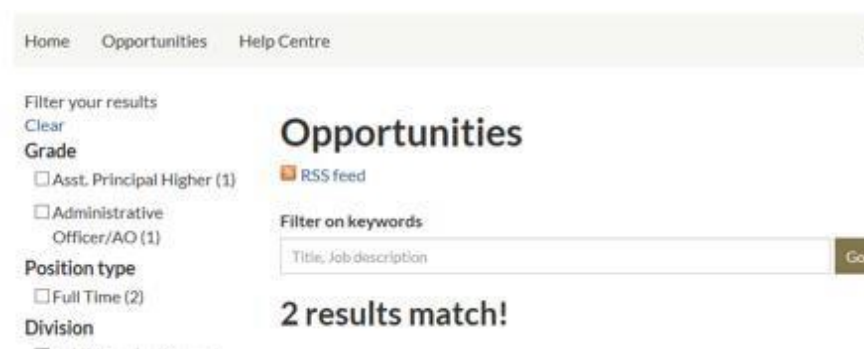 Home Opportunities Help Centre
Filter your results
Clear
Grade
Asst. Principal Higher (1)
Administrative
Officer/AO (1)
Position type
Full Time (2)
Division
Opportunities
RSS feed
Filter on keywords
Title, Job description
Go
2 results match!